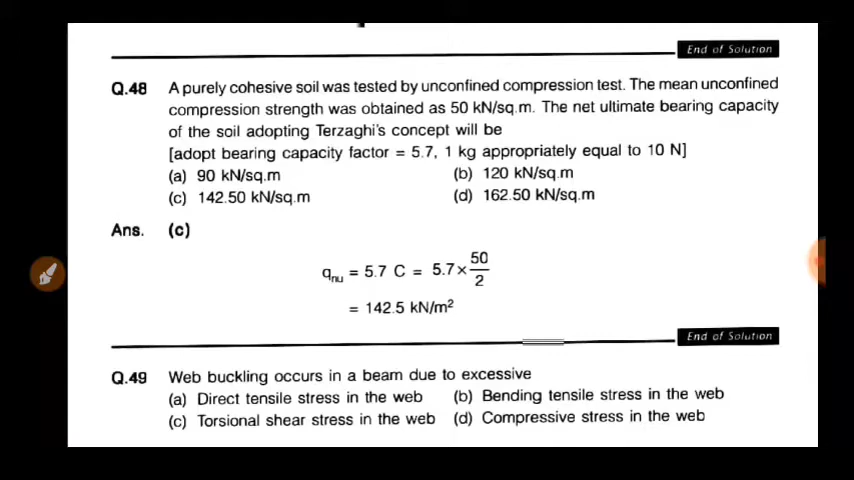 End of Solution
Q.48 A purely cohesive soil was tested by unconfined compression test. The mean unconfined
compression strength was obtained as 50 kN/sq.m. The net ultimate bearing capacity
of the soil adopting Terzaghi's concept will be
[adopt bearing capacity factor = 5.7, 1 kg appropriately equal to 10 N]
(a) 90 kN/sq.m (b) 120 kN/sq.m
(c) 142.50 kN/sq.m (d) 162.50 kN/sq.m
Ans. (c)
qnu = 5.7 C = 5.7 × 50/2
= 142.5 kN/m²
End of Solution
Q.49 Web buckling occurs in a beam due to excessive
(a) Direct tensile stress in the web (b) Bending tensile stress in the web
(c) Torsional shear stress in the web (d) Compressive stress in the web